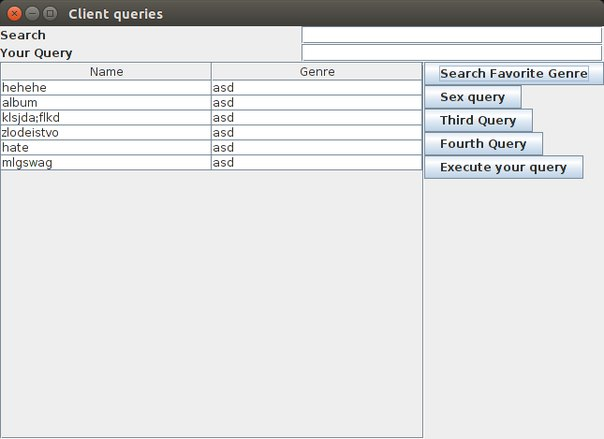 Client queries
Search
Your Query
Name Genre
hehehe asd
album asd
klsjda;flkd asd
zlodeistvo asd
hate asd
mlgswag asd
Search Favorite Genre
Sex query
Third Query
Fourth Query
Execute your query